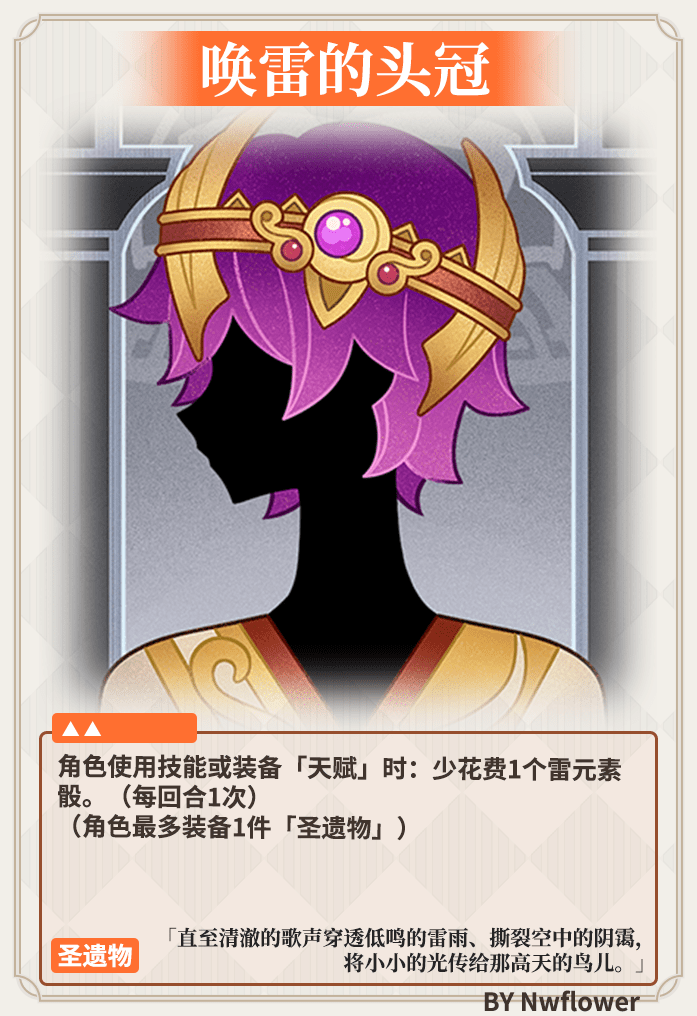 唤雷的头冠
角色使用技能或装备「天赋」时：少花费1个雷元素
骰。（每回合1次）
（角色最多装备1件「圣遗物」）
圣遗物
「直至清澈的歌声穿透低鸣的雷雨、撕裂空中的阴霭，
将小小的光传给那高天的鸟儿。」
BY Nwflower